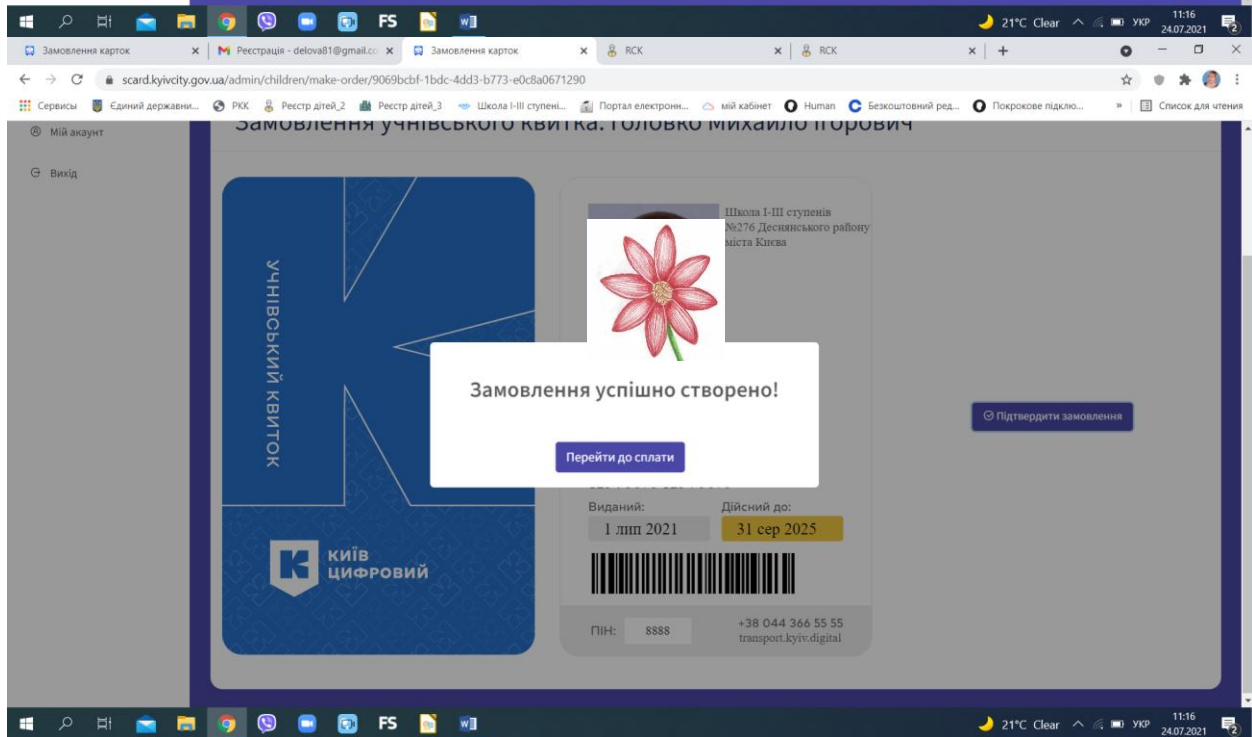 FS
21°C Clear
УКР
11:16
24.07.2021
2
Замовлення карток
Реєстрація - delova81@gmail.co
Замовлення карток
RCK
RCK
scard.kyivcity.gov.ua/admin/children/make-order/9069bcbf-1bdc-4dd3-b773-e0c8a0671290
Сервисы
Єдиний державни...
РКК
Реєстр дітей_2
Реєстр дітей_3
Школа І-ІІІ ступені...
Портал електронн...
мій кабінет
Human
Безкоштовний ред...
Покрокове підклю...
»
Список для чтения
Мій акаунт
Вихід
Замовлення учнівського квитка: Головко Михайло Ігорович
УЧНІВСЬКИЙ КВИТОК
КИЇВ
ЦИФРОВИЙ
Школа І-ІІІ ступенів
№276 Деснянського району
міста Києва
Замовлення успішно створено!
Перейти до сплати
Підтвердити замовлення
Виданий:
Дійсний до:
1 лип 2021
31 сер 2025
ПІН:
8888
+38 044 366 55 55
transport.kyiv.digital
FS
21°C Clear
УКР
11:16
24.07.2021
2